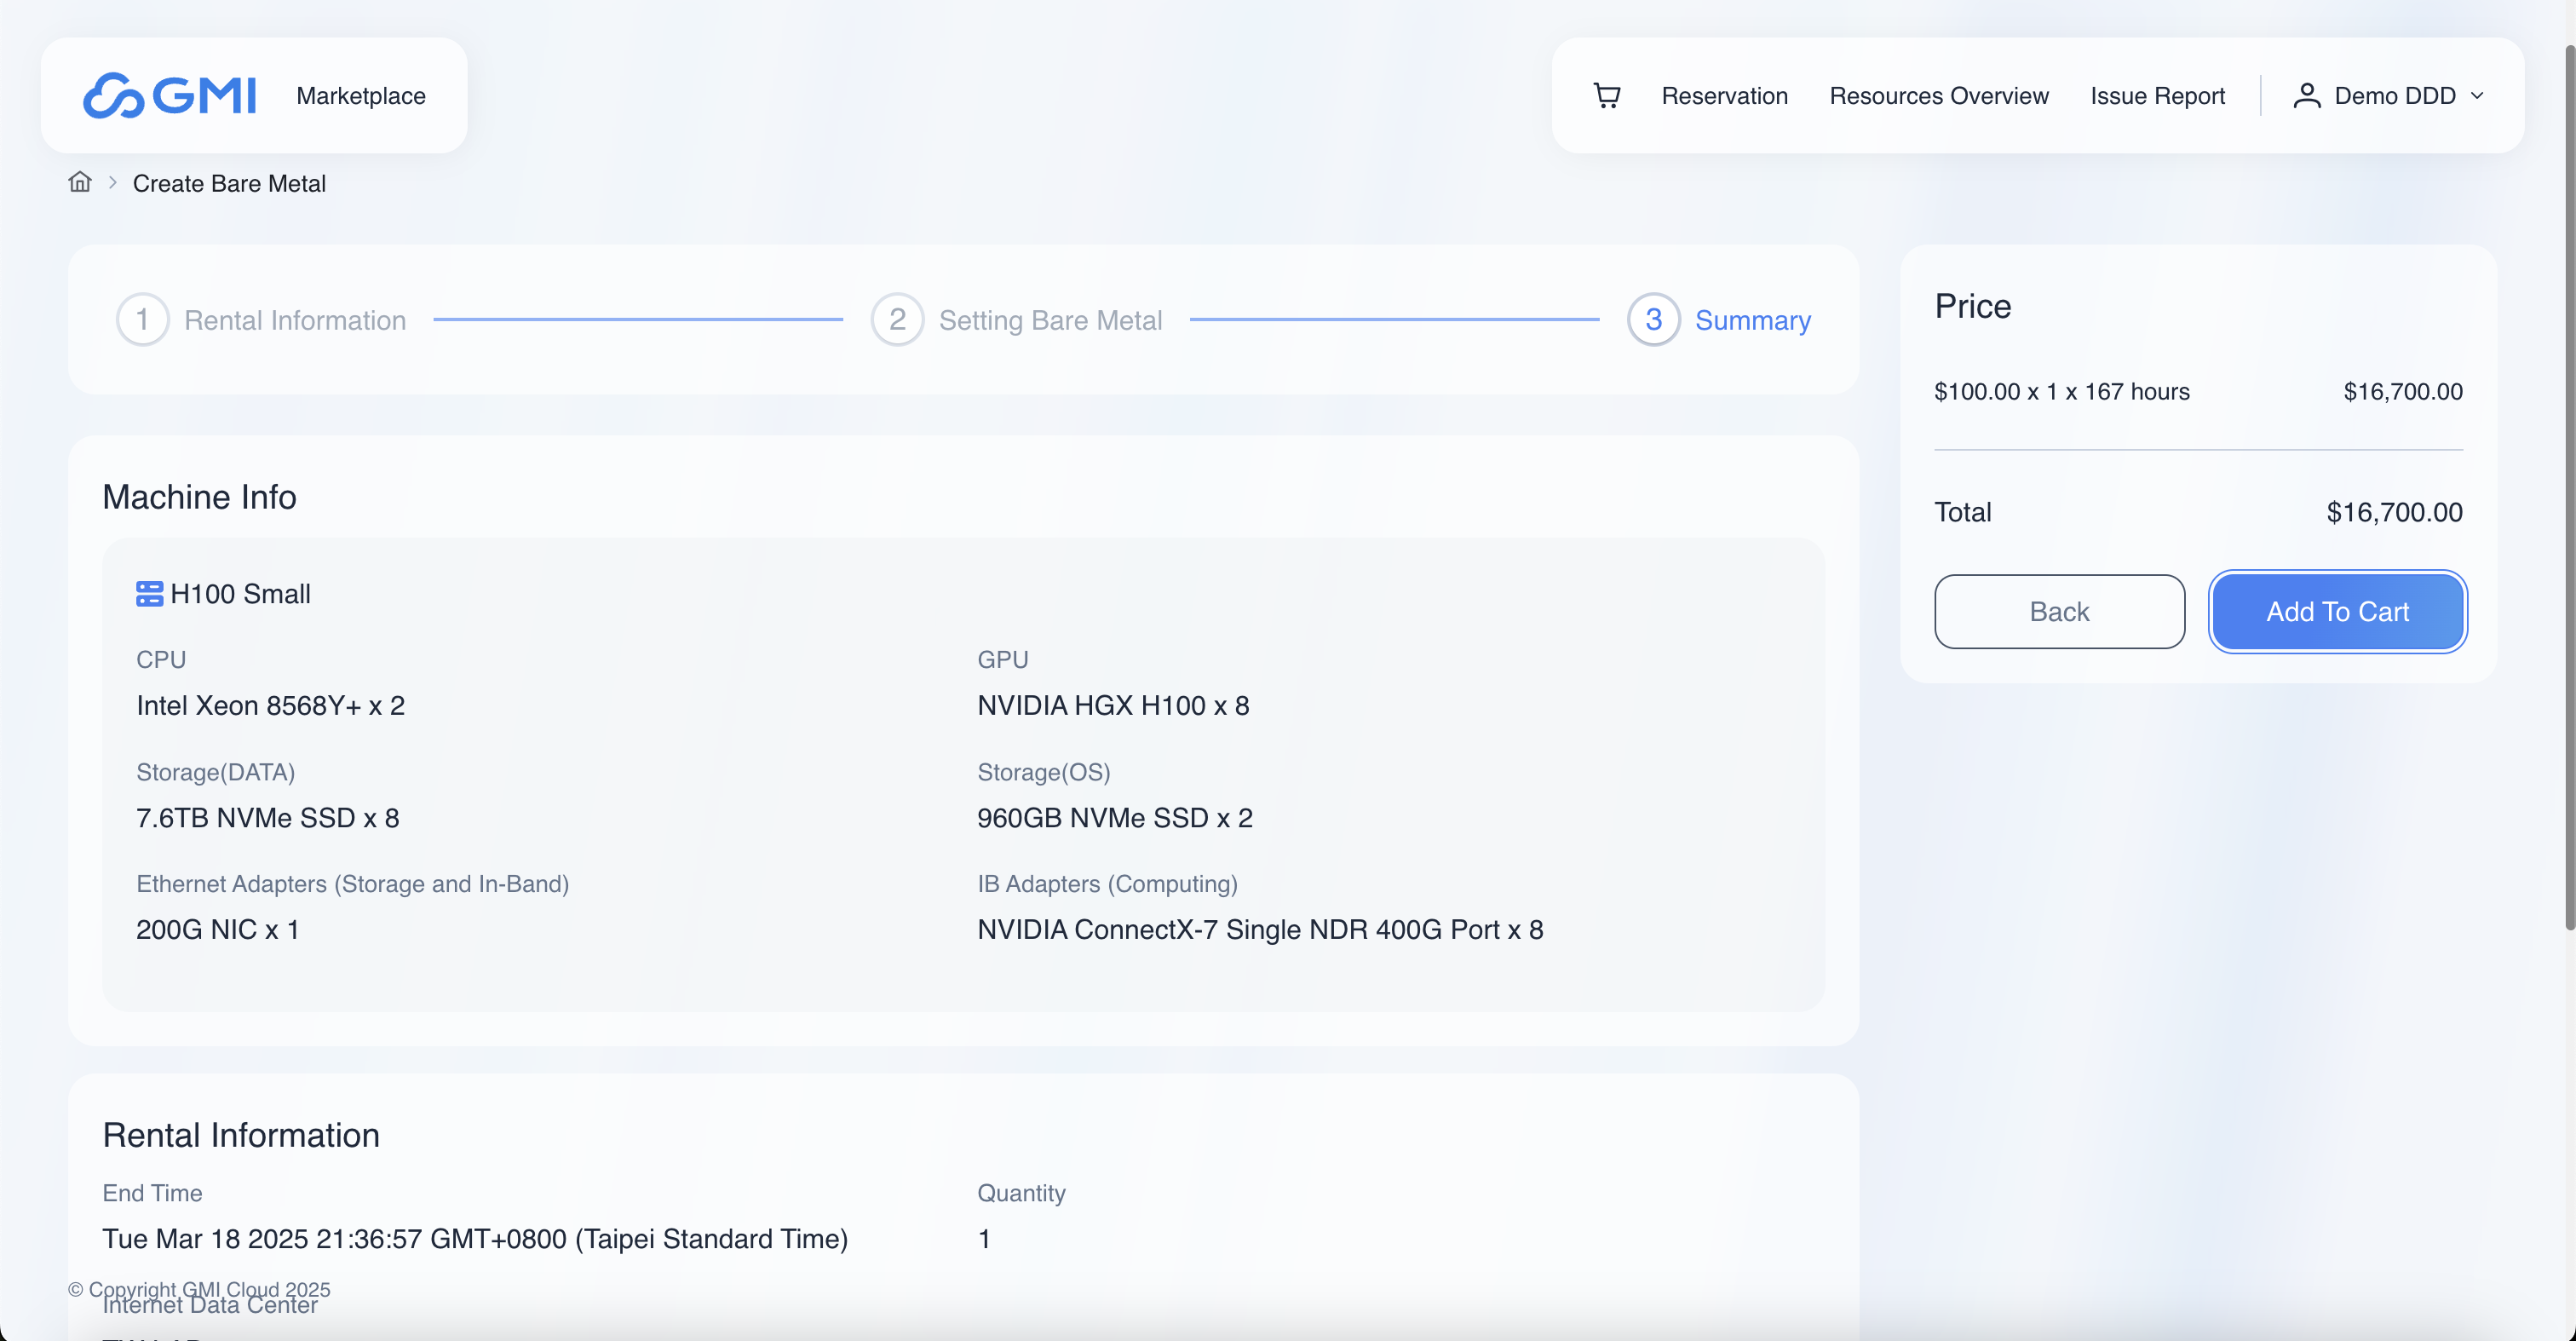 GMI
Marketplace
Reservation
Resources Overview
Issue Report
Demo DDD
Create Bare Metal
1 Rental Information
2 Setting Bare Metal
3 Summary
Machine Info
H100 Small
CPU
Intel Xeon 8568Y+ x 2
GPU
NVIDIA HGX H100 x 8
Storage(DATA)
7.6TB NVMe SSD x 8
Storage(OS)
960GB NVMe SSD x 2
Ethernet Adapters (Storage and In-Band)
200G NIC x 1
IB Adapters (Computing)
NVIDIA ConnectX-7 Single NDR 400G Port x 8
Rental Information
End Time
Tue Mar 18 2025 21:36:57 GMT+0800 (Taipei Standard Time)
Quantity
1
© Copyright GMI Cloud 2025
Internet Data Center
Price
$100.00 x 1 x 167 hours $16,700.00
Total $16,700.00
Back
Add To Cart